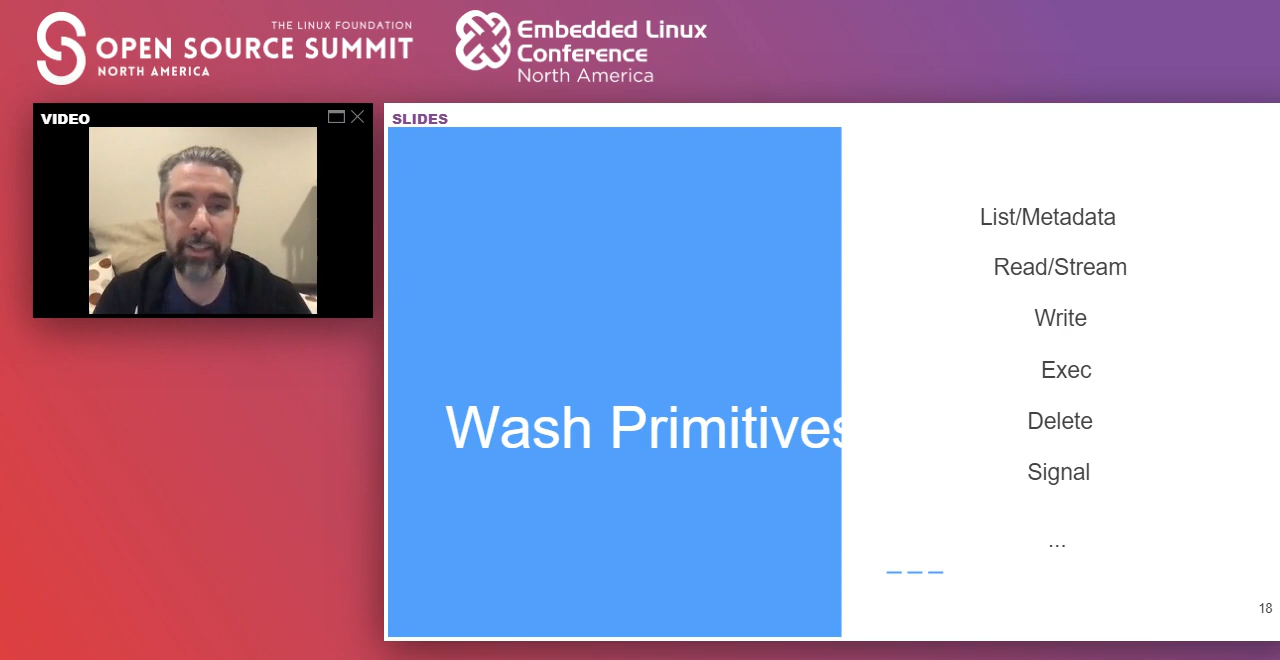 THE LINUX FOUNDATION
OPEN SOURCE SUMMIT
NORTH AMERICA
Embedded Linux
Conference
North America
VIDEO
SLIDES
Wash Primitives
List/Metadata
Read/Stream
Write
Exec
Delete
Signal
...
18